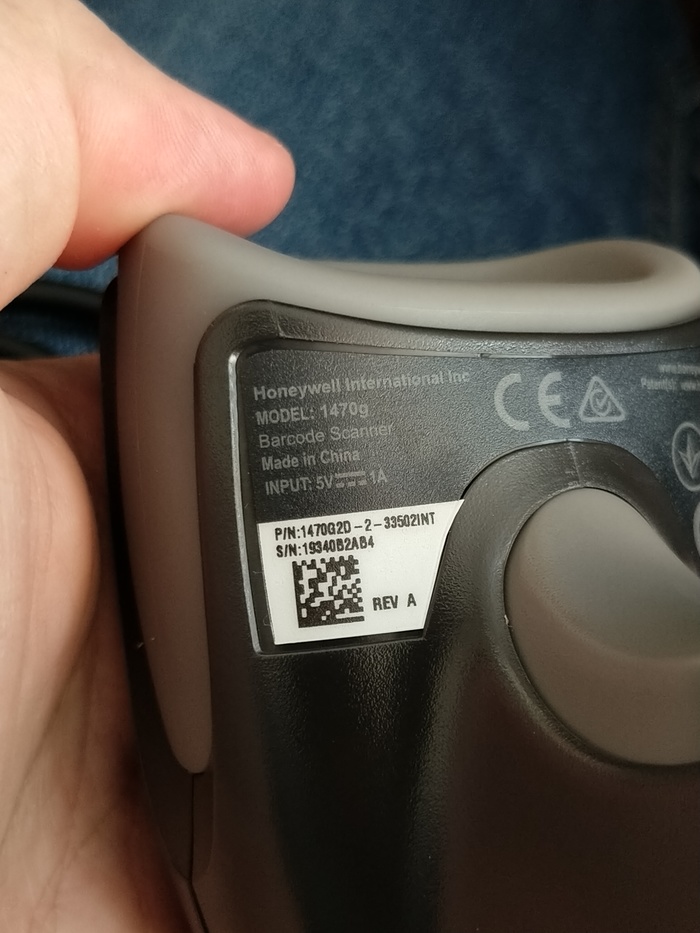 Honeywell International Inc
MODEL: 1470g
Barcode Scanner
Made in China
INPUT: 5V⎓1A
CE
P/N:1470G2D-2-33502INT
S/N:19340B2AB4
REV A